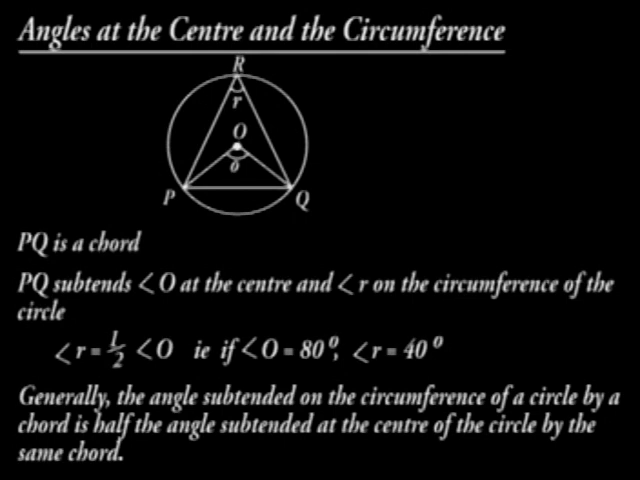 Angles at the Centre and the Circumference
R
r
O
o
P
Q
PQ is a chord
PQ subtends <O at the centre and <r on the circumference of the
circle
<r = 1/2 <O ie if <O = 80⁰, <r = 40⁰
Generally, the angle subtended on the circumference of a circle by a
chord is half the angle subtended at the centre of the circle by the
same chord.